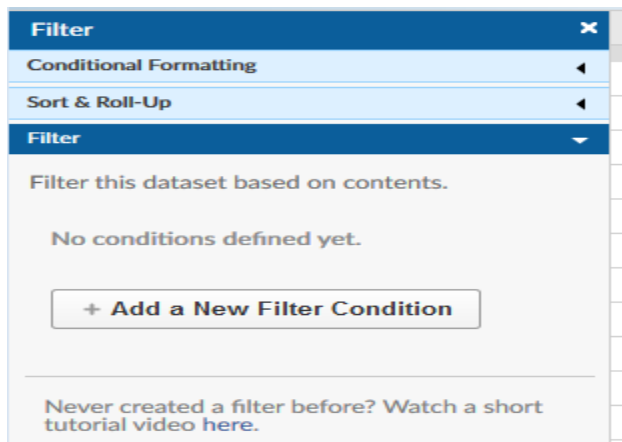 Filter
Conditional Formatting
Sort & Roll-Up
Filter
Filter this dataset based on contents.
No conditions defined yet.
+ Add a New Filter Condition
Never created a filter before? Watch a short
tutorial video here.